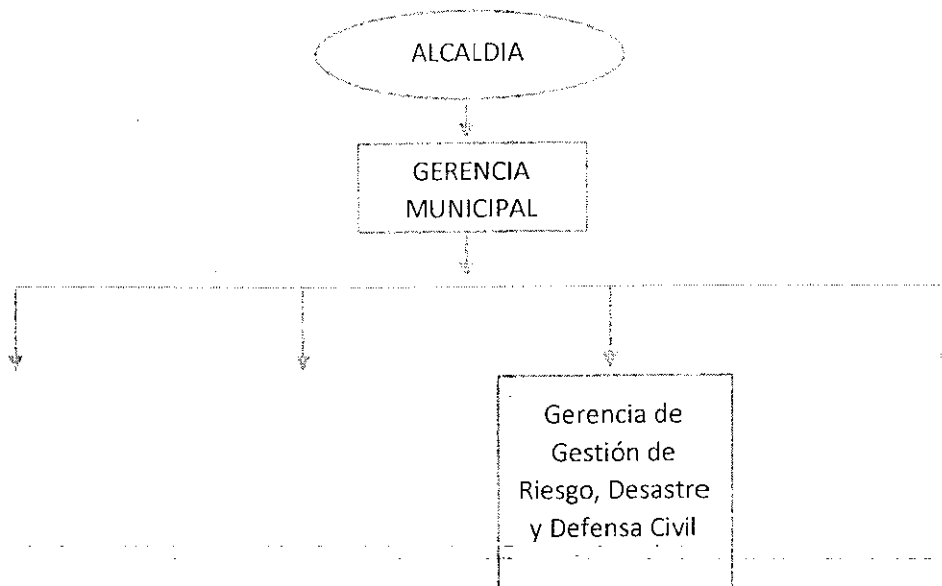 ALCALDIA
GERENCIA
MUNICIPAL
Gerencia de
Gestión de
Riesgo, Desastre
y Defensa Civil